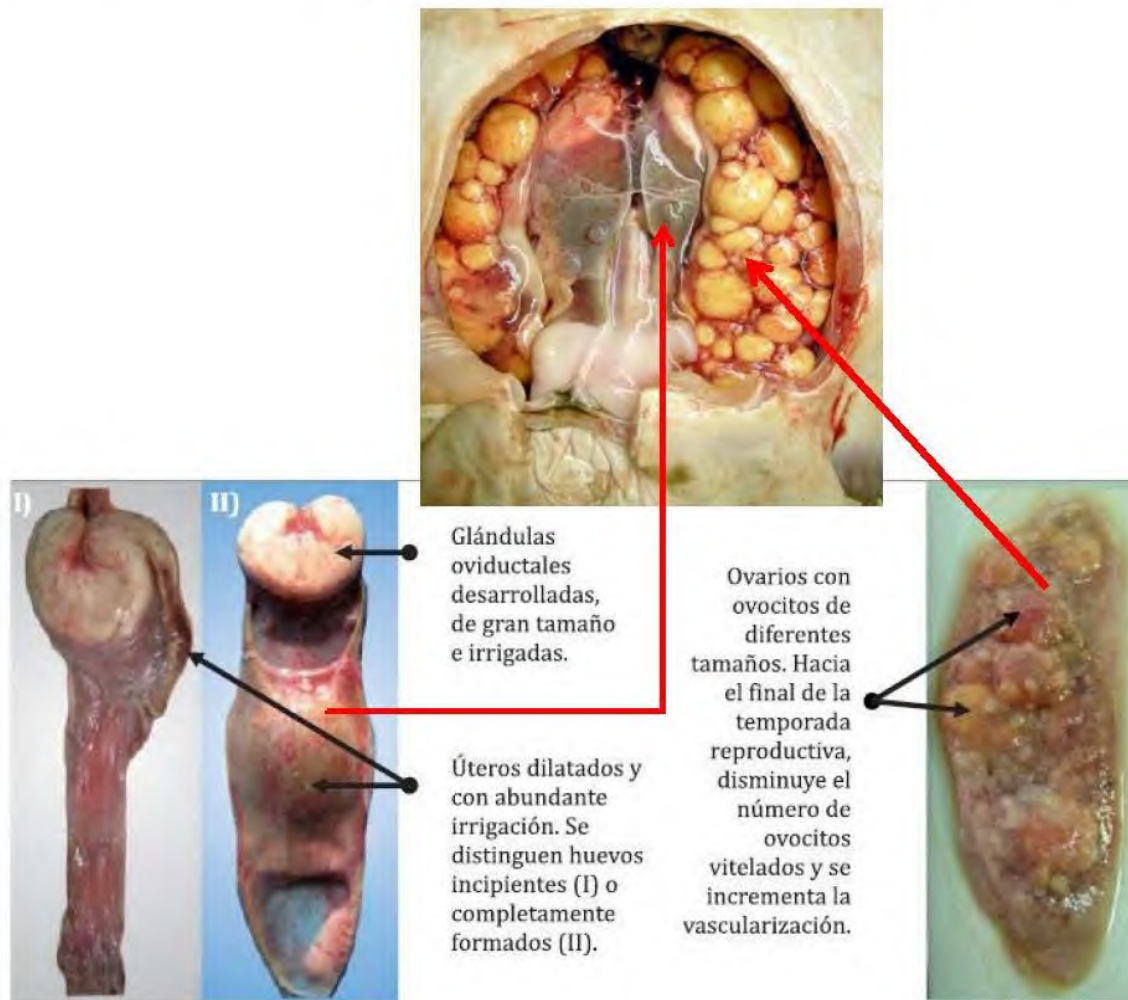 I)
II)
Glándulas
oviductales
desarrolladas,
de gran tamaño
e irrigadas.
Úteros dilatados y
con abundante
irrigación. Se
distinguen huevos
incipientes (I) o
completamente
formados (II).
Ovarios con
ovocitos de
diferentes
tamaños. Hacia
el final de la
temporada
reproductiva,
disminuye el
número de
ovocitos
vitelados y se
incrementa la
vascularización.